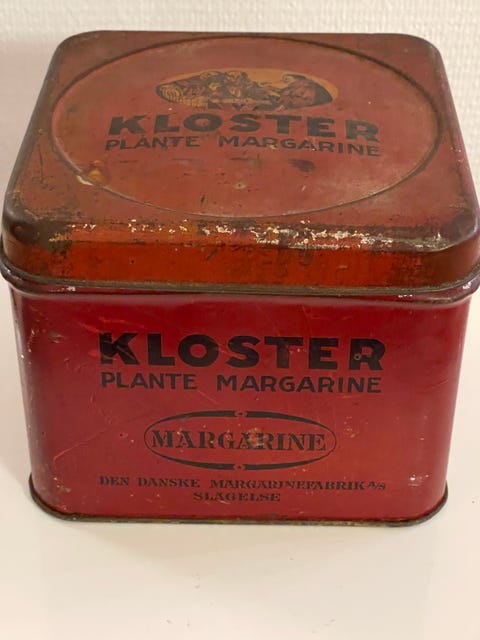 KLOSTER
PLANTE MARGARINE
KLOSTER
PLANTE MARGARINE
MARGARINE
DEN DANSKE MARGARINEFABRIK A/S
SLAGELSE